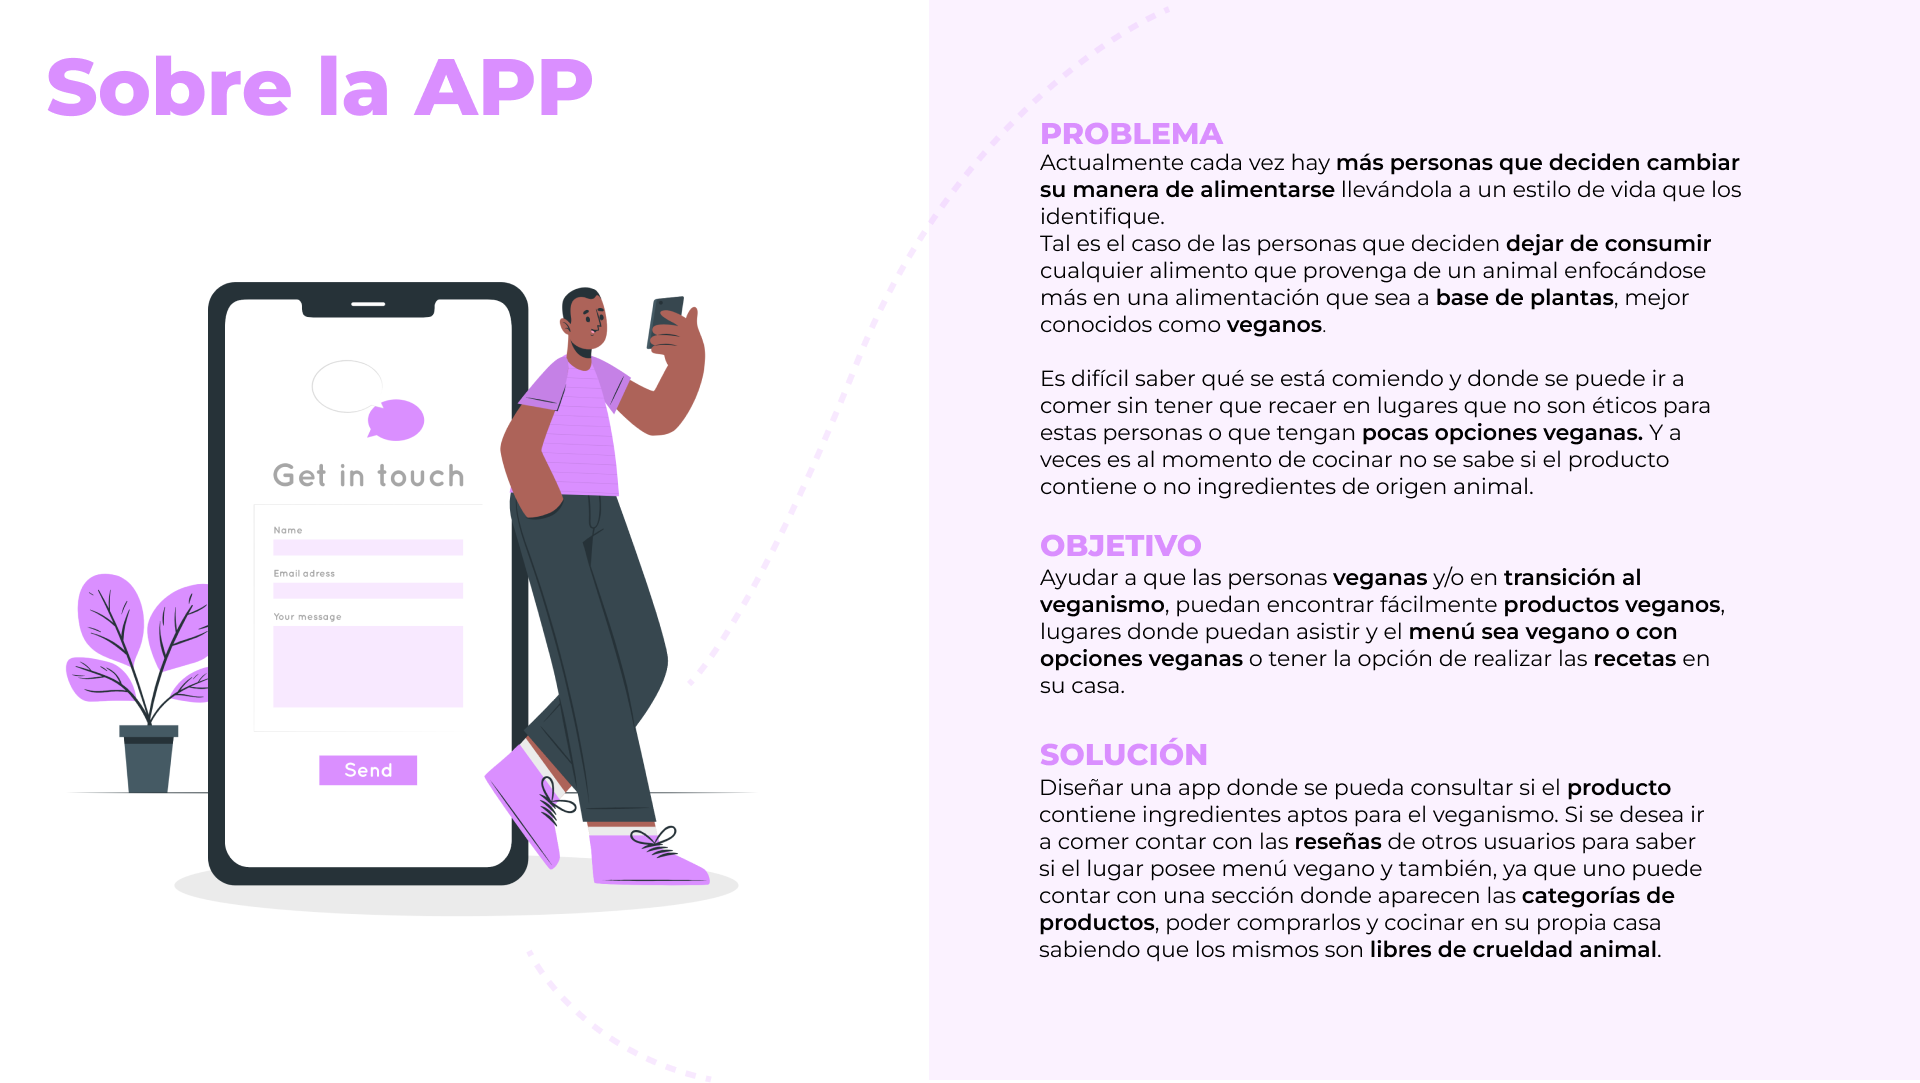 Sobre la APP
Get in touch
Name
Email adress
Your message
Send
PROBLEMA
Actualmente cada vez hay más personas que deciden cambiar
su manera de alimentarse llevándola a un estilo de vida que los
identifique.
Tal es el caso de las personas que deciden dejar de consumir
cualquier alimento que provenga de un animal enfocándose
más en una alimentación que sea a base de plantas, mejor
conocidos como veganos.
Es difícil saber qué se está comiendo y donde se puede ir a
comer sin tener que recaer en lugares que no son éticos para
estas personas o que tengan pocas opciones veganas. Y a
veces es al momento de cocinar no se sabe si el producto
contiene o no ingredientes de origen animal.
OBJETIVO
Ayudar a que las personas veganas y/o en transición al
veganismo, puedan encontrar fácilmente productos veganos,
lugares donde puedan asistir y el menú sea vegano o con
opciones veganas o tener la opción de realizar las recetas en
su casa.
SOLUCIÓN
Diseñar una app donde se pueda consultar si el producto
contiene ingredientes aptos para el veganismo. Si se desea ir
a comer contar con las reseñas de otros usuarios para saber
si el lugar posee menú vegano y también, ya que uno puede
contar con una sección donde aparecen las categorías de
productos, poder comprarlos y cocinar en su propia casa
sabiendo que los mismos son libres de crueldad animal.